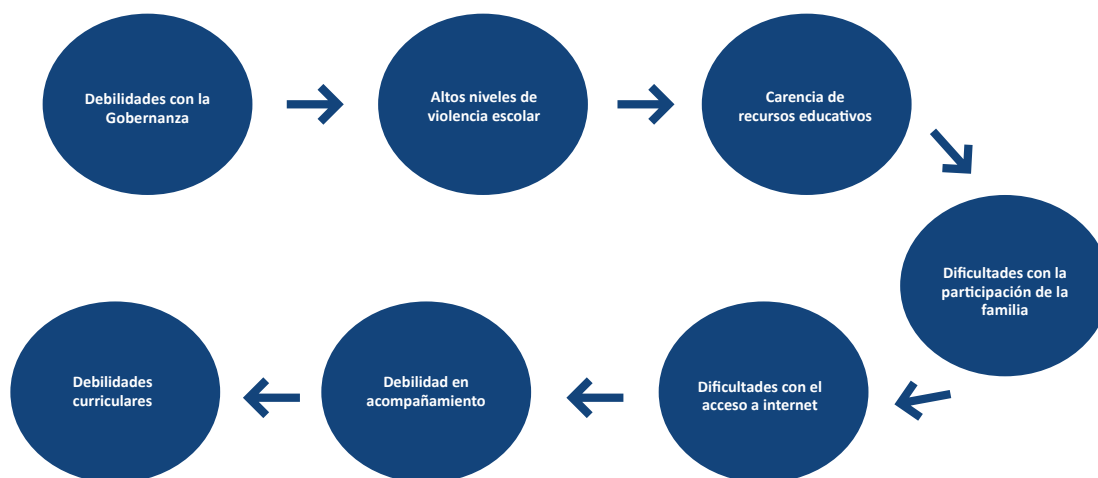 Debilidades con la
Gobernanza
Altos niveles de
violencia escolar
Carencia de
recursos educativos
Dificultades con la
participación de la
familia
Dificultades con el
acceso a internet
Debilidad en
acompañamiento
Debilidades
curriculares